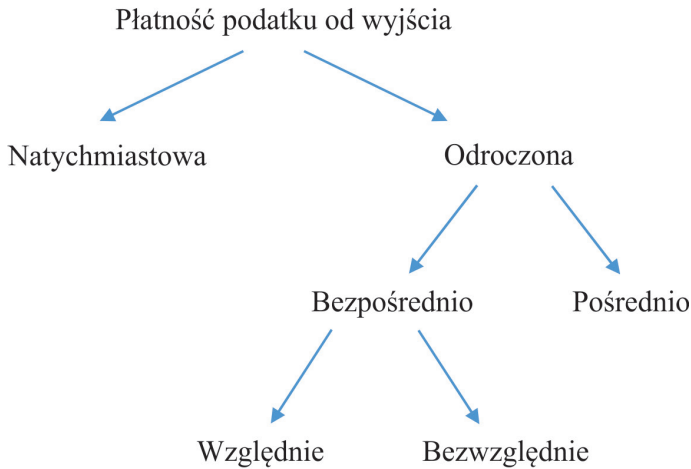 Płatność podatku od wyjścia
Natychmiastowa
Odroczona
Bezpośrednio
Pośrednio
Względnie
Bezwzględnie